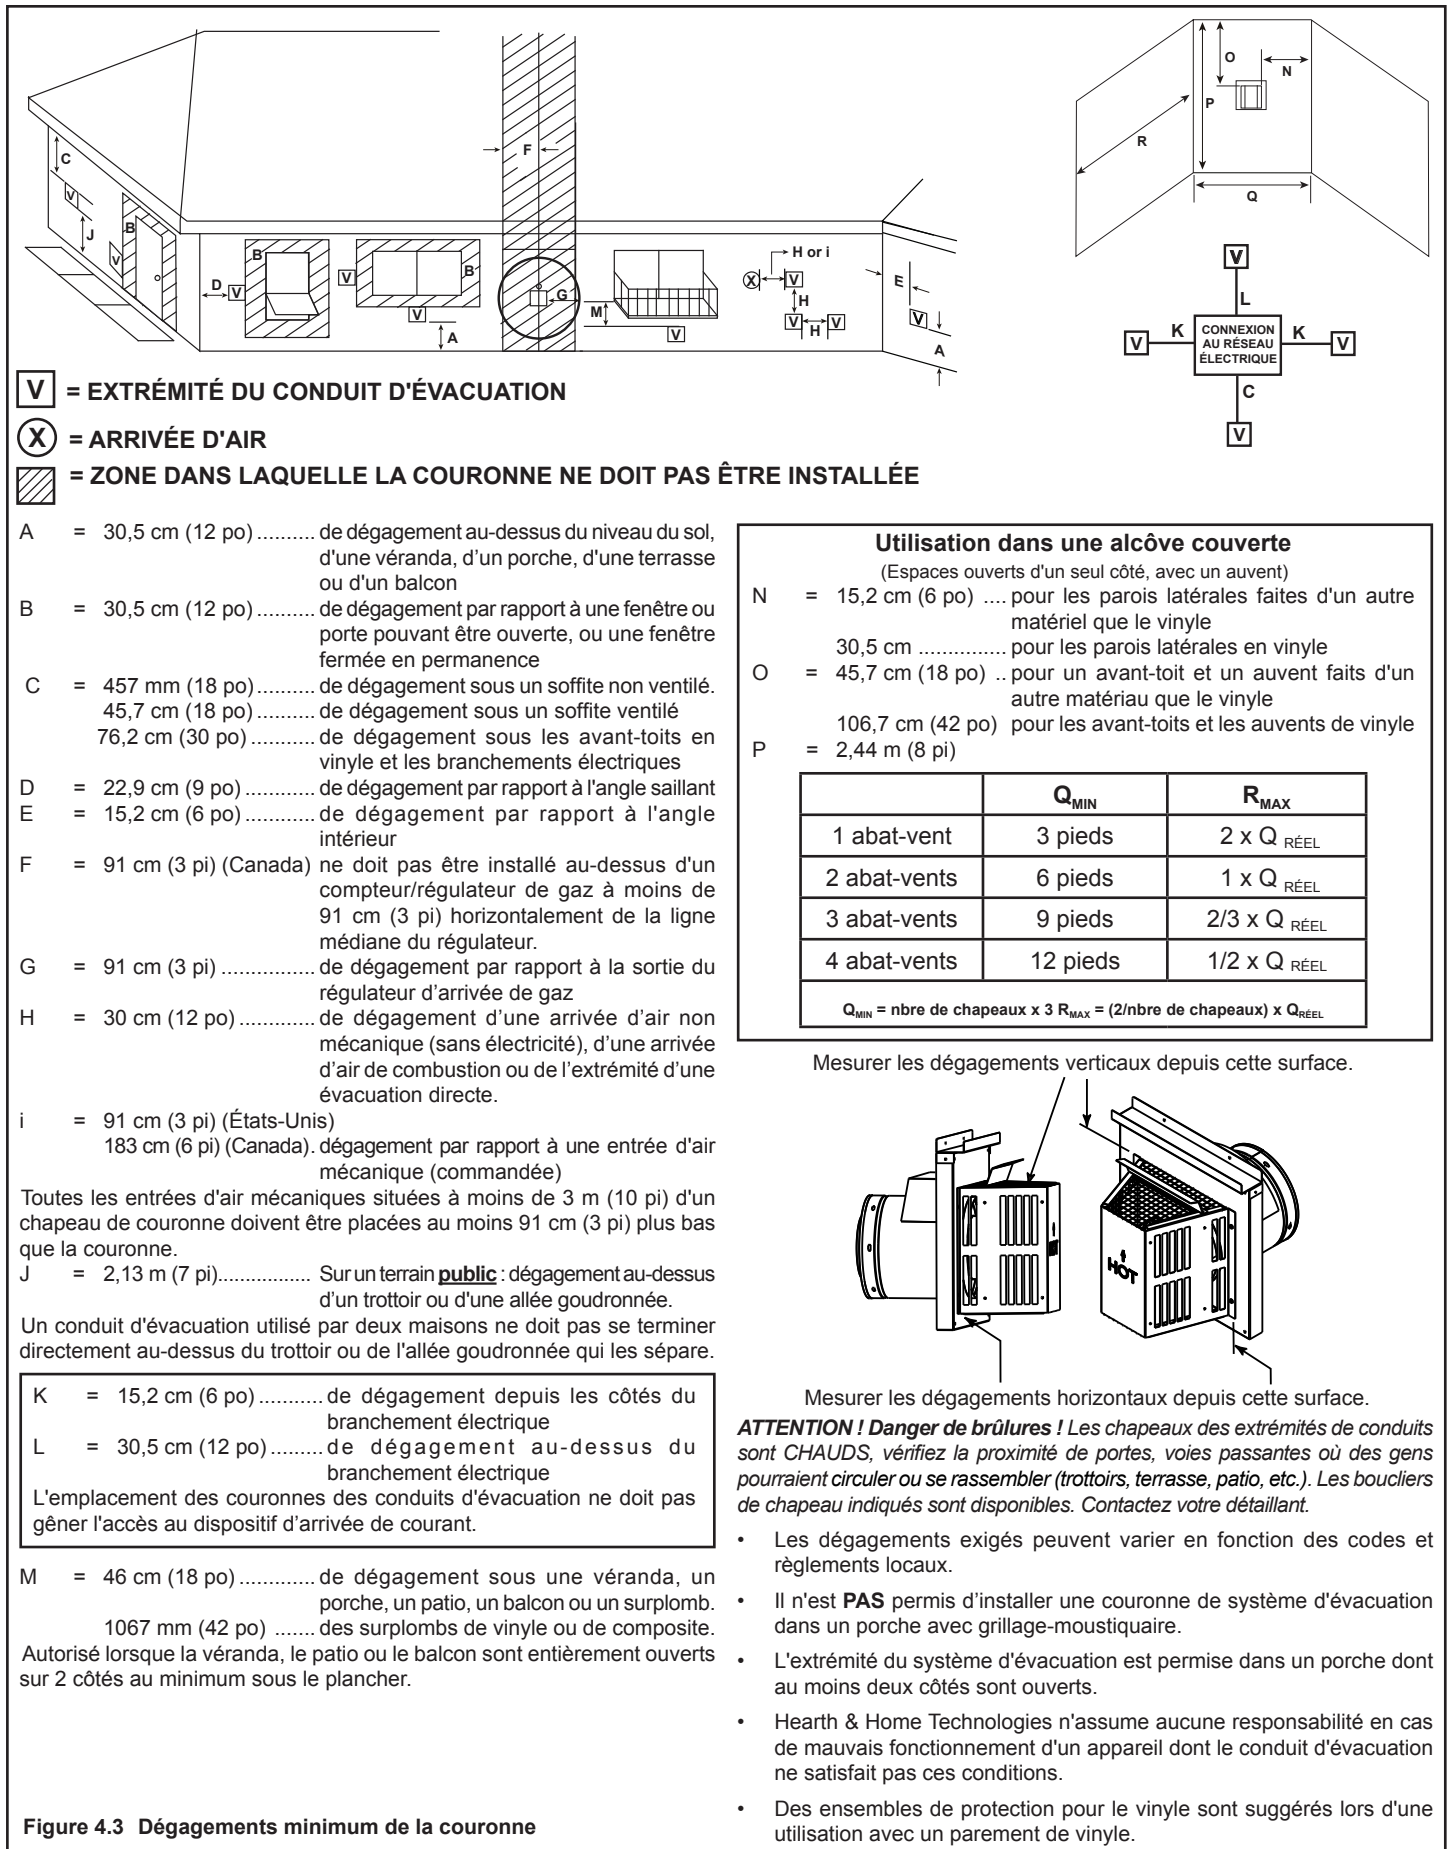 C
V
J
B
V
D
V
B
V
B
V
A
F
G
M
V
H or i
X
V
H
V
H
V
E
V
A
O
N
P
R
Q
V
L
K
K
V
CONNEXION
AU RÉSEAU
ÉLECTRIQUE
V
C
V
V = EXTRÉMITÉ DU CONDUIT D'ÉVACUATION
X = ARRIVÉE D'AIR
= ZONE DANS LAQUELLE LA COURONNE NE DOIT PAS ÊTRE INSTALLÉE
A = 30,5 cm (12 po) .......... de dégagement au-dessus du niveau du sol,
d'une véranda, d'un porche, d'une terrasse
ou d'un balcon
B = 30,5 cm (12 po) .......... de dégagement par rapport à une fenêtre ou
porte pouvant être ouverte, ou une fenêtre
fermée en permanence
C = 457 mm (18 po) .......... de dégagement sous un soffite non ventilé.
45,7 cm (18 po) .......... de dégagement sous un soffite ventilé
76,2 cm (30 po) ........... de dégagement sous les avant-toits en
vinyle et les branchements électriques
D = 22,9 cm (9 po) ............ de dégagement par rapport à l'angle saillant
E = 15,2 cm (6 po) ............ de dégagement par rapport à l'angle
intérieur
F = 91 cm (3 pi) (Canada) ne doit pas être installé au-dessus d'un
compteur/régulateur de gaz à moins de
91 cm (3 pi) horizontalement de la ligne
médiane du régulateur.
G = 91 cm (3 pi) ................ de dégagement par rapport à la sortie du
régulateur d'arrivée de gaz
H = 30 cm (12 po) ............. de dégagement d'une arrivée d'air non
mécanique (sans électricité), d'une arrivée
d'air de combustion ou de l'extrémité d'une
évacuation directe.
i = 91 cm (3 pi) (États-Unis)
183 cm (6 pi) (Canada). dégagement par rapport à une entrée d'air
mécanique (commandée)
Toutes les entrées d'air mécaniques situées à moins de 3 m (10 pi) d'un
chapeau de couronne doivent être placées au moins 91 cm (3 pi) plus bas
que la couronne.
J = 2,13 m (7 pi)................. Sur un terrain public : dégagement au-dessus
d'un trottoir ou d'une allée goudronnée.
Un conduit d'évacuation utilisé par deux maisons ne doit pas se terminer
directement au-dessus du trottoir ou de l'allée goudronnée qui les sépare.
K = 15,2 cm (6 po) ........... de dégagement depuis les côtés du
branchement électrique
L = 30,5 cm (12 po) ......... de dégagement au-dessus du
branchement électrique
L'emplacement des couronnes des conduits d'évacuation ne doit pas
gêner l'accès au dispositif d'arrivée de courant.
M = 46 cm (18 po) ............. de dégagement sous une véranda, un
porche, un patio, un balcon ou un surplomb.
1067 mm (42 po) ....... des surplombs de vinyle ou de composite.
Autorisé lorsque la véranda, le patio ou le balcon sont entièrement ouverts
sur 2 côtés au minimum sous le plancher.
Figure 4.3 Dégagements minimum de la couronne
Utilisation dans une alcôve couverte
(Espaces ouverts d'un seul côté, avec un auvent)
N = 15,2 cm (6 po) .... pour les parois latérales faites d'un autre
matériel que le vinyle
30,5 cm ............... pour les parois latérales en vinyle
O = 45,7 cm (18 po) .. pour un avant-toit et un auvent faits d'un
autre matériau que le vinyle
106,7 cm (42 po) pour les avant-toits et les auvents de vinyle
P = 2,44 m (8 pi)
QMIN RMAX
1 abat-vent 3 pieds 2 x Q RÉEL
2 abat-vents 6 pieds 1 x Q RÉEL
3 abat-vents 9 pieds 2/3 x Q RÉEL
4 abat-vents 12 pieds 1/2 x Q RÉEL
QMIN = nbre de chapeaux x 3 RMAX = (2/nbre de chapeaux) x QRÉEL
Mesurer les dégagements verticaux depuis cette surface.
HOT
Mesurer les dégagements horizontaux depuis cette surface.
ATTENTION ! Danger de brûlures ! Les chapeaux des extrémités de conduits
sont CHAUDS, vérifiez la proximité de portes, voies passantes où des gens
pourraient circuler ou se rassembler (trottoirs, terrasse, patio, etc.). Les boucliers
de chapeau indiqués sont disponibles. Contactez votre détaillant.
• Les dégagements exigés peuvent varier en fonction des codes et
règlements locaux.
• Il n'est PAS permis d'installer une couronne de système d'évacuation
dans un porche avec grillage-moustiquaire.
• L'extrémité du système d'évacuation est permise dans un porche dont
au moins deux côtés sont ouverts.
• Hearth & Home Technologies n'assume aucune responsabilité en cas
de mauvais fonctionnement d'un appareil dont le conduit d'évacuation
ne satisfait pas ces conditions.
• Des ensembles de protection pour le vinyle sont suggérés lors d'une
utilisation avec un parement de vinyle.